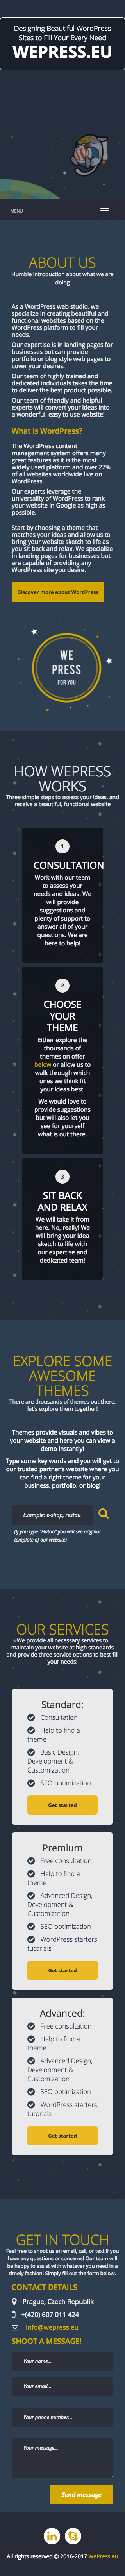 Designing Beautiful WordPress
Sites to Fill Your Every Need
WEPRESS.EU
MENU
ABOUT US
Humble Introduction about what we are
doing
As a WordPress web studio, we
specialize in creating beautiful and
functional websites based on the
WordPress platform to fill your
needs.
Our expertise is in landing pages for
businesses but can provide
portfolio or blog style web pages to
cover your desires.
Our team of highly trained and
dedicated individuals takes the time
to deliver the best product possible.
Our team of friendly and helpful
experts will convert your ideas into
a wonderful, easy to use website!
What is WordPress?
The WordPress content
management system offers many
great features as it is the most
widely used platform and over 27%
of all websites worldwide live on
WordPress.
Our experts leverage the
universality of WordPress to rank
your website in Google as high as
possible.
Start by choosing a theme that
matches your ideas and allow us to
bring your website sketch to life as
you sit back and relax. We specialize
in landing pages for businesses but
are capable of providing any
WordPress site you desire.
Discover more about WordPress
WE
PRESS
FOR YOU
HOW WEPRESS
WORKS
Three simple steps to assess your ideas, and
receive a beautiful, functional website
1
CONSULTATION
Work with our team
to assess your
needs and ideas. We
will provide
suggestions and
plenty of support to
answer all of your
questions. We are
here to help!
2
CHOOSE
YOUR
THEME
Either explore the
thousands of
themes on offer
below or allow us to
walk through which
ones we think fit
your ideas best.
We would love to
provide suggestions
but will also let you
see for yourself
what is out there.
3
SIT BACK
AND RELAX
We will take it from
here. No, really! We
will bring your idea
sketch to life with
our expertise and
dedicated team!
EXPLORE SOME
AWESOME
THEMES
There are thousands of themes out there,
let's explore them together!
Themes provide visuals and vibes to
your website and here you can view a
demo instantly!
Type some key words and you will get to
our trusted partner's website where you
can find a right theme for your
business, portfolio, or blog!
Example: e-shop, restau
(If you type "Flatox" you will see original
template of our website)
OUR SERVICES
We provide all necessary services to
maintain your website at high standards
and provide three service options to best fill
your needs!
Standard:
Consultation
Help to find a
theme
Basic Design,
Development &
Customization
SEO optimization
Get started
Premium
Free consultation
Help to find a
theme
Advanced Design,
Development &
Customization
SEO optimization
WordPress starters
tutorials
Get started
Advanced:
Free consultation
Help to find a
theme
Advanced Design,
Development &
Customization
SEO optimization
WordPress starters
tutorials
Get started
GET IN TOUCH
Feel free to shoot us an email, call, or text if you
have any questions or concerns! Our team will
be happy to assist with whatever you need in a
timely fashion! Simply fill out the form below.
CONTACT DETAILS
Prague, Czech Republik
+(420) 607 011 424
info@wepress.eu
SHOOT A MESSAGE!
Your name...
Your email...
Your phone number...
Your message...
Send message
All rights reserved © 2016-2017 WePress.eu